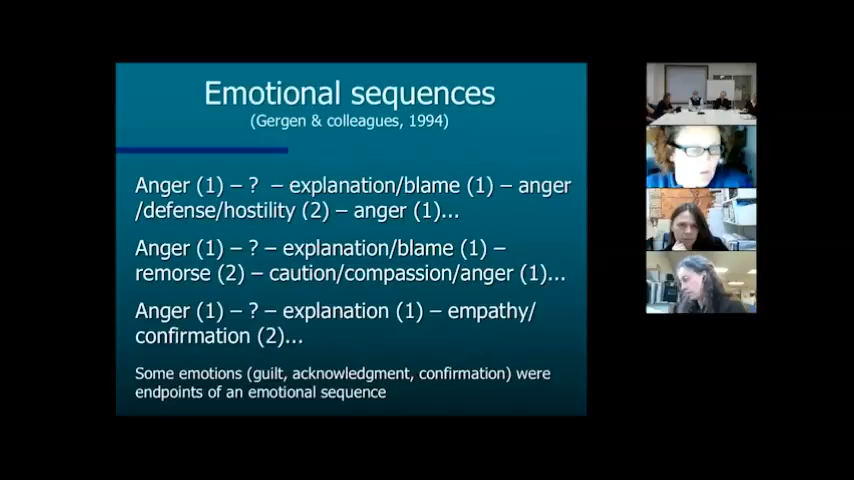 Emotional sequences
(Gergen & colleagues, 1994)
Anger (1) – ? – explanation/blame (1) – anger
/defense/hostility (2) – anger (1)...
Anger (1) – ? – explanation/blame (1) –
remorse (2) – caution/compassion/anger (1)...
Anger (1) – ? – explanation (1) – empathy/
confirmation (2)...
Some emotions (guilt, acknowledgment, confirmation) were
endpoints of an emotional sequence